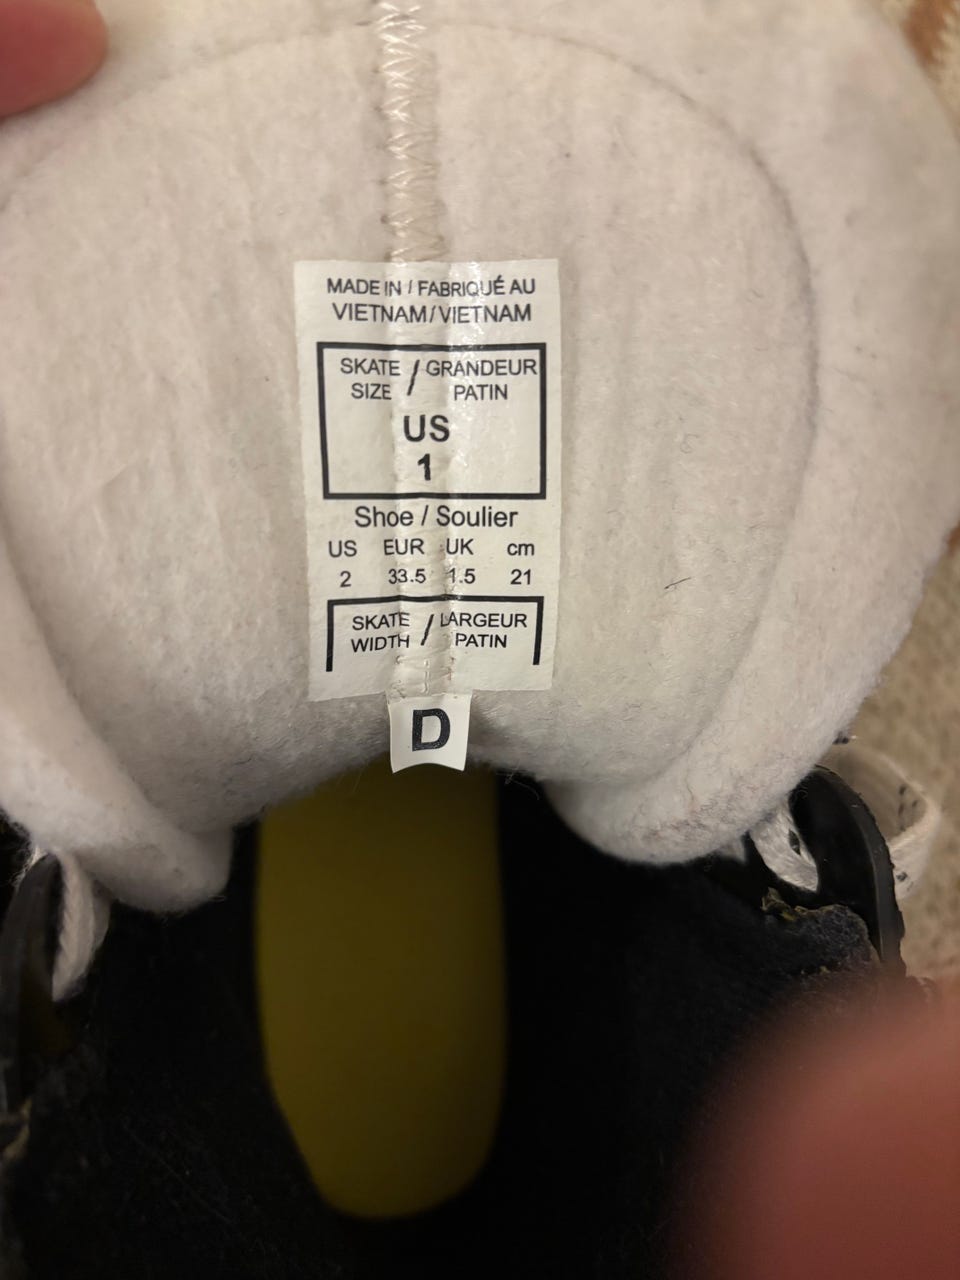 MADE IN / FABRIQUÉ AU
VIETNAM/VIETNAM
SKATE / GRANDEUR
SIZE PATIN
US
1
Shoe / Soulier
US EUR UK cm
2 33.5 1.5 21
SKATE / LARGEUR
WIDTH PATIN
D